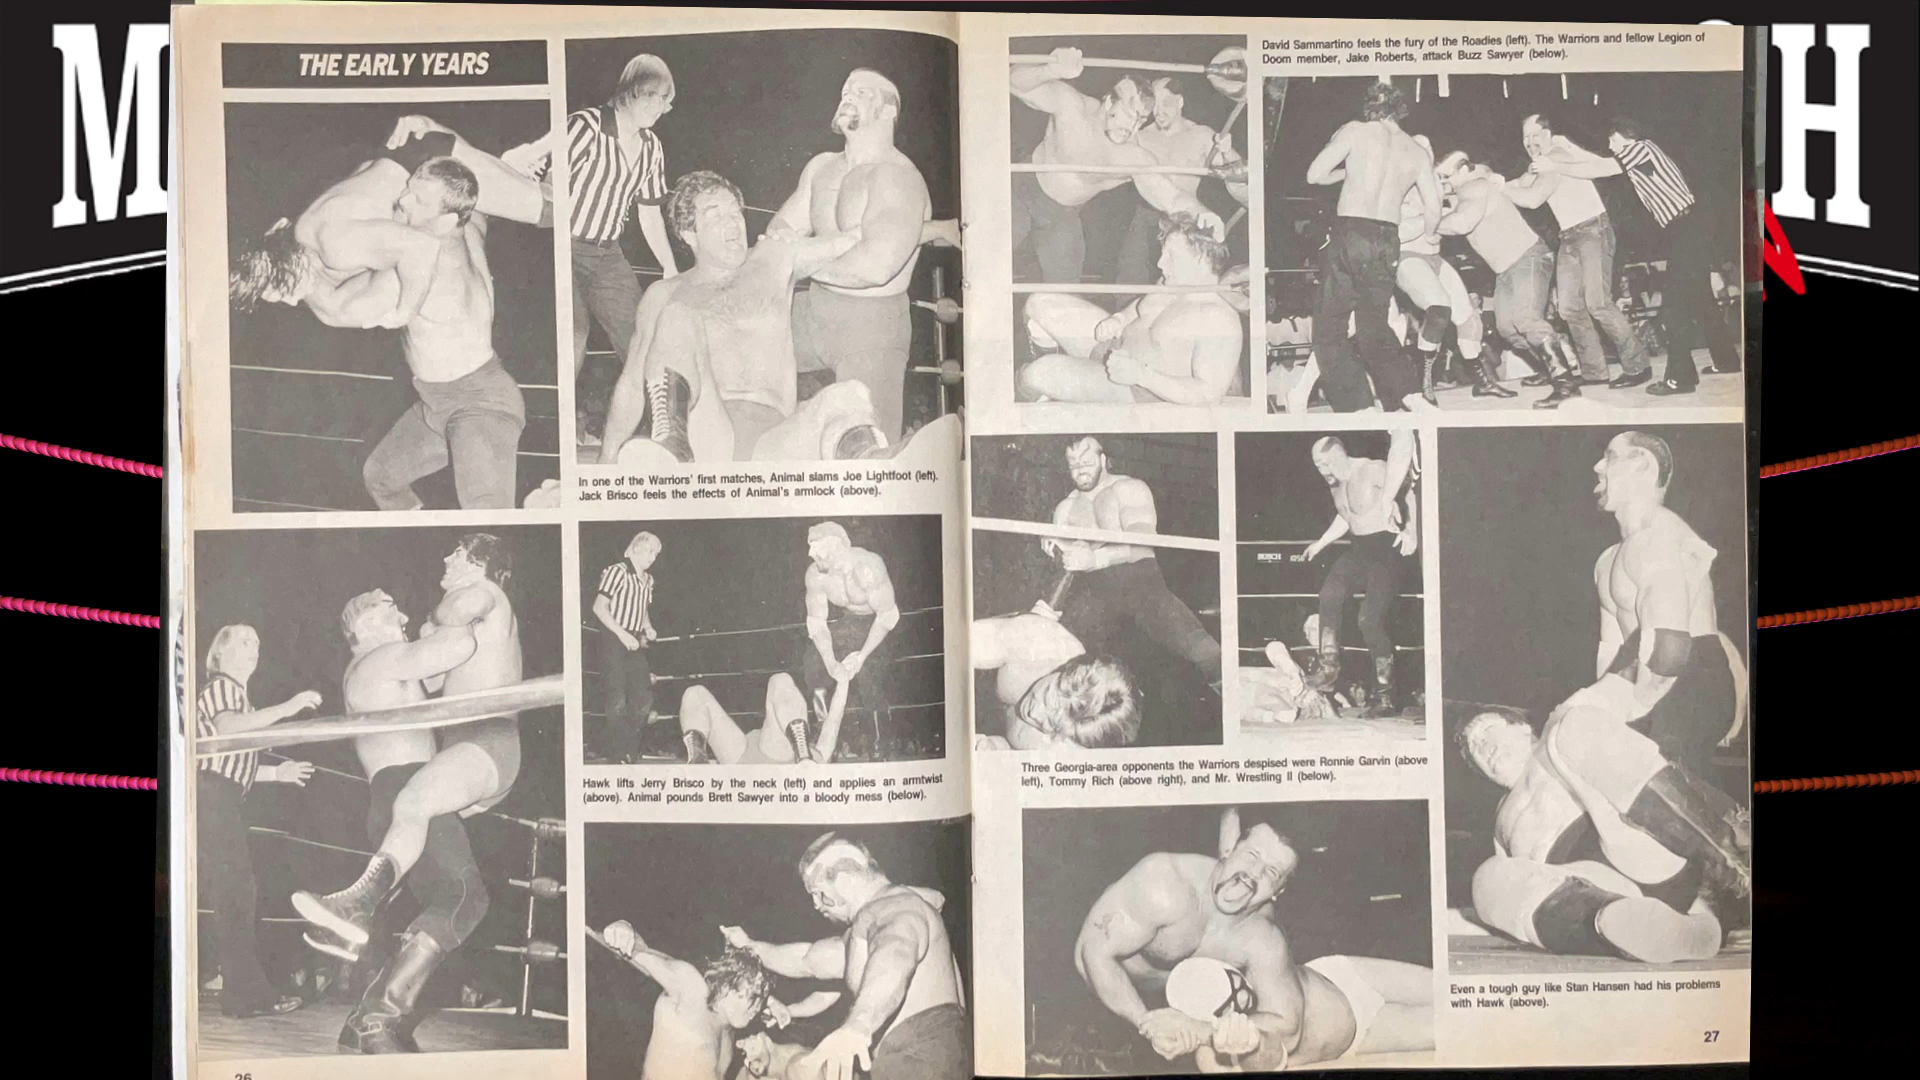 M
H
THE EARLY YEARS
In one of the Warriors' first matches, Animal slams Joe Lightfoot (left).
Jack Brisco feels the effects of Animal's armlock (above).
Hawk lifts Jerry Brisco by the neck (left) and applies an armtwist
(above). Animal pounds Brett Sawyer into a bloody mess (below).
26
David Sammartino feels the fury of the Roadies (left). The Warriors and fellow Legion of
Doom member, Jake Roberts, attack Buzz Sawyer (below).
BUSCH
Three Georgia-area opponents the Warriors despised were Ronnie Garvin (above
left), Tommy Rich (above right), and Mr. Wrestling II (below).
Even a tough guy like Stan Hansen had his problems
with Hawk (above).
27